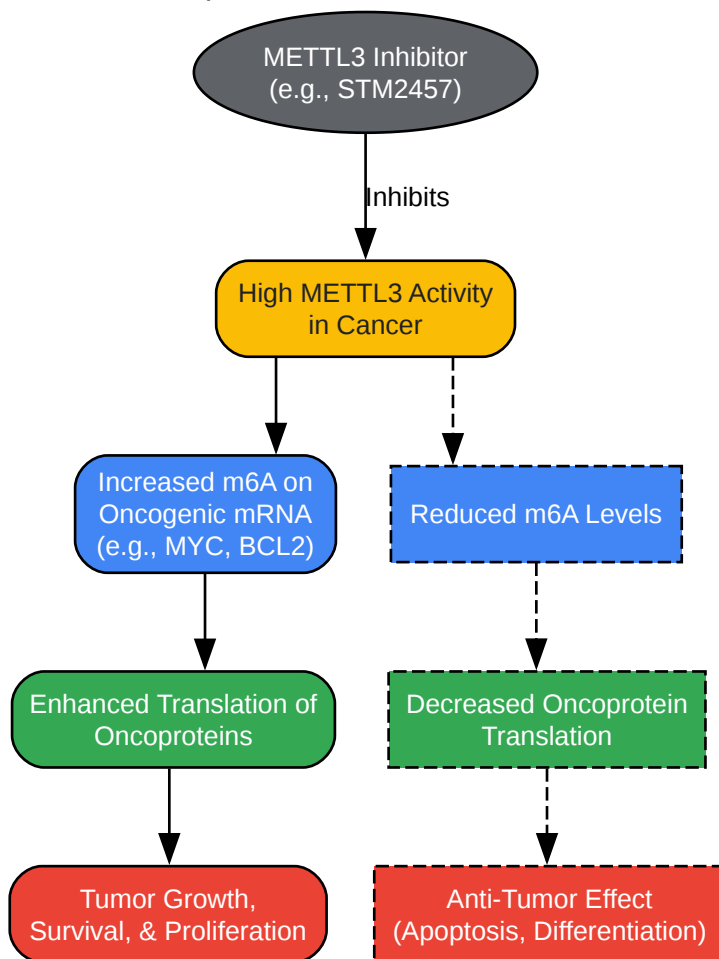 METTL3 Inhibitor
(e.g., STM2457)
Inhibits
High METTL3 Activity
in Cancer
Increased m6A on
Oncogenic mRNA
(e.g., MYC, BCL2)
Reduced m6A Levels
Enhanced Translation of
Oncoproteins
Decreased Oncoprotein
Translation
Tumor Growth,
Survival, & Proliferation
Anti-Tumor Effect
(Apoptosis, Differentiation)